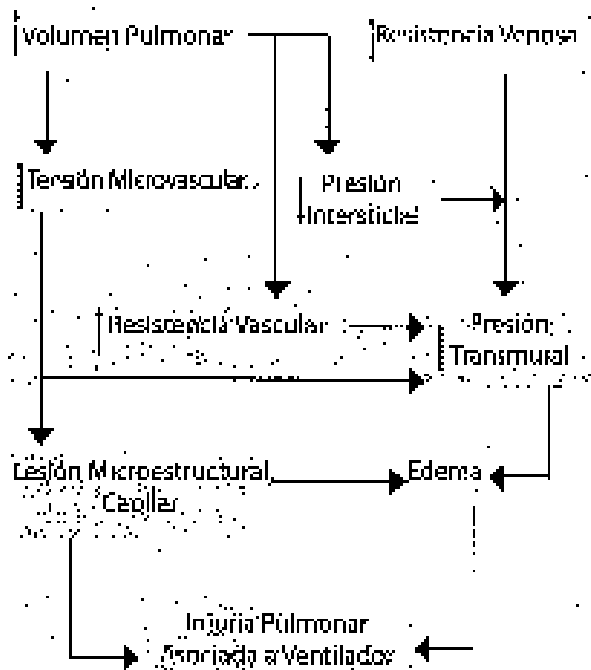 Volumen Pulmonar
Resistencia Venosa
Tensión Microvascular
Presión
Intersticial
Resistencia Vascular
Presión
Transmural
Lesión Microestructural
Capilar
Edema
Injuria Pulmonar
Asociada a Ventilador